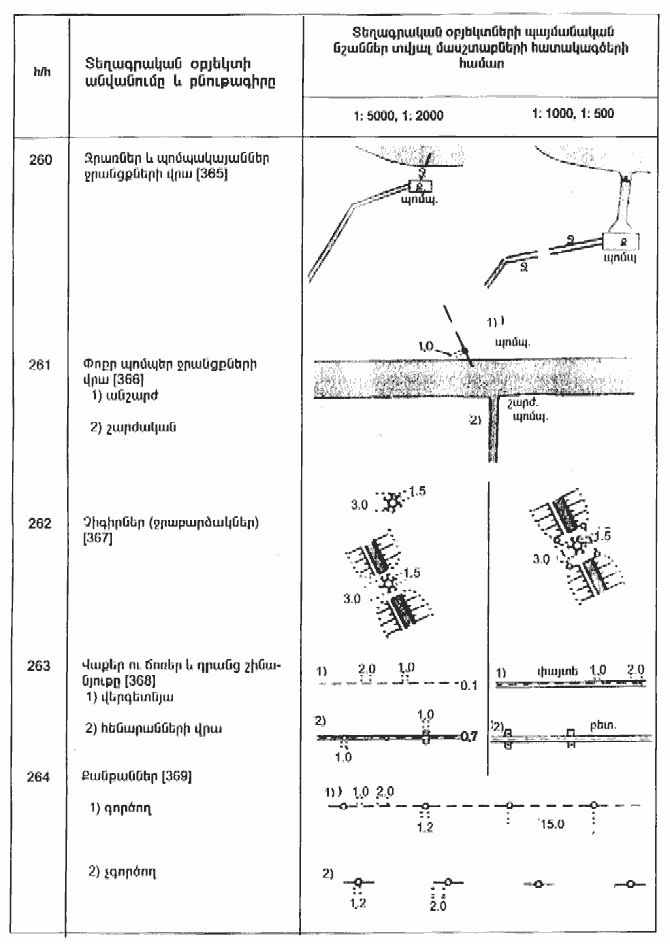 հ/հ
Տեղագրական օբյեկտի
անվանումը և բնութագիրը
Տեղագրական օբյեկտների պայմանական
նշաններ տվյալ մասշտաբների հատակագծերի
համար
1: 5000, 1: 2000
1: 1000, 1: 500
260
Ջրառներ և պոմպակայաններ
ջրանցքների վրա [365]
Ջ
Ք
պոմպ.
Ջ
Ջ
Ք
պոմպ
261
Փոքր պոմպեր ջրանցքների
վրա [366]
1) անշարժ
2) շարժական
1)
1,0
պոմպ.
2)
շարժ.
պոմպ.
262
Չիգիրներ (ջրաբարձակներ)
[367]
3.0
1.5
1.5
3.0
1.5
3.0
263
Վաքեր ու ճոռեր և դրանց շինա-
նյութը [368]
1) վերգետնյա
2) հենարանների վրա
1)
2.0
1,0
0.1
1)
փայտե
1,0
2,0
2)
1,0
0,7
1.0
2)
բետ.
264
Քանքաններ [369]
1) գործող
2) չգործող
1)
1,0
2,0
1,2
15.0
2)
1,2
2.0